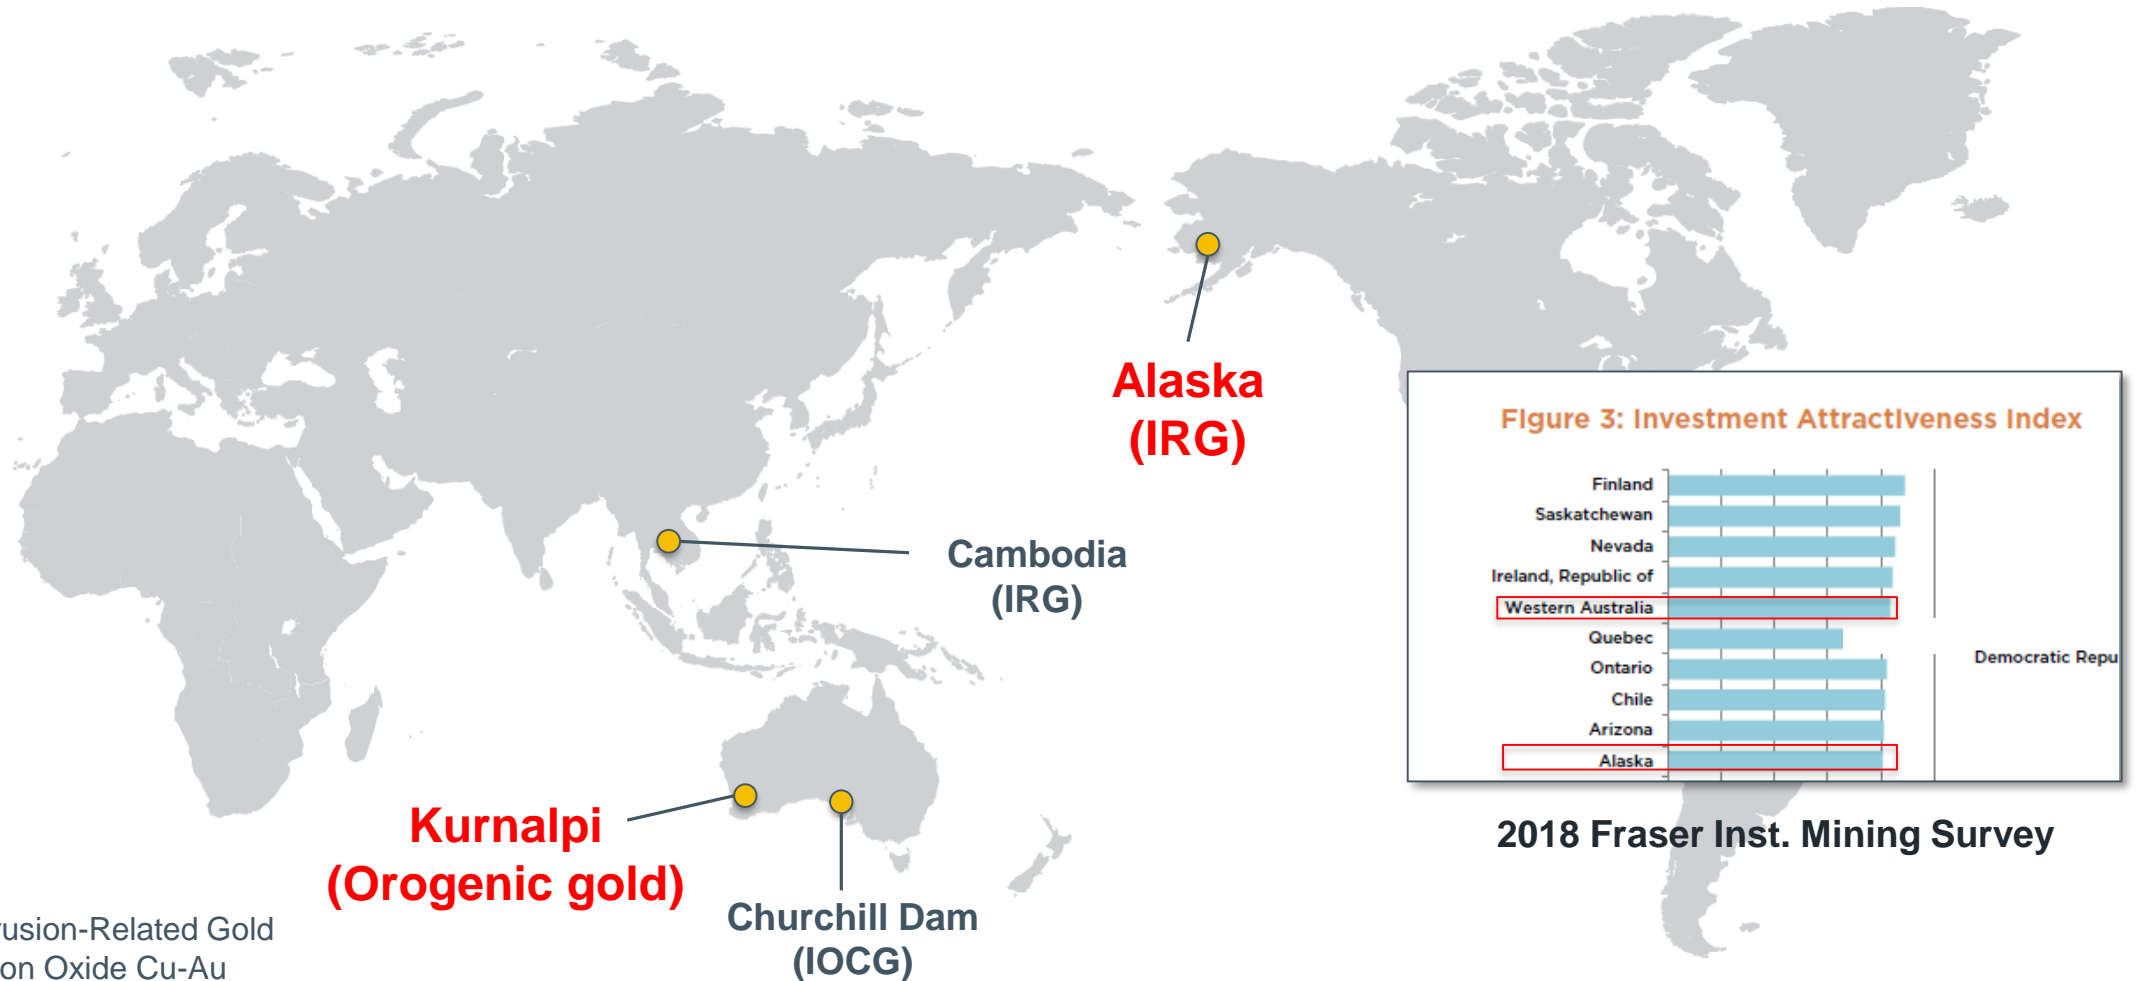 Alaska
(IRG)
Cambodia
(IRG)
Kurnalpi
(Orogenic gold)
Churchill Dam
(IOCG)
rusion-Related Gold
on Oxide Cu-Au
Figure 3: Investment Attractiveness Index
Finland
Saskatchewan
Nevada
Ireland, Republic of
Western Australia
Quebec
Ontario
Chile
Arizona
Alaska
Democratic Repu
2018 Fraser Inst. Mining Survey